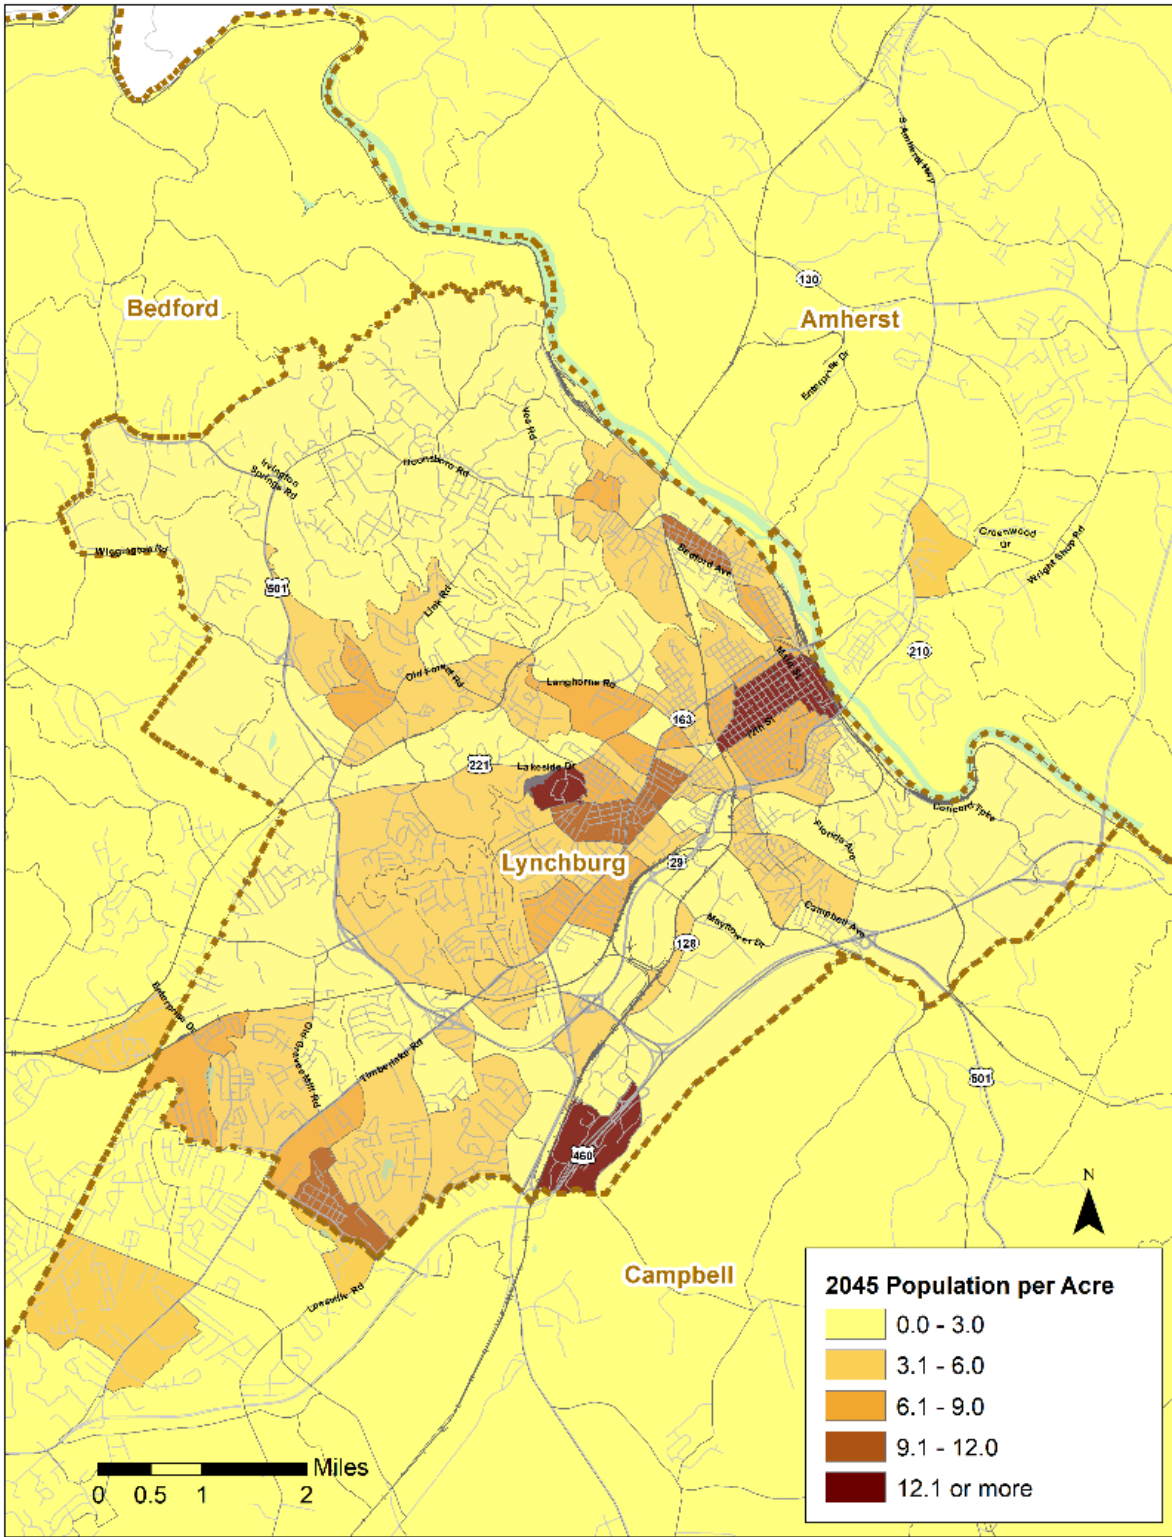 S Amherst Hwy
130
Bedford
Amherst
Enterprise Dr
Ves Rd
Irvington
Springs Rd
Boonsboro Rd
Greenwood
Dr
Wright Shop Rd
Wiggington Rd
Bedford Ave
501
Link Rd
210
Old Forest Rd
Langhorne Rd
Main St
163
12th St
221
Lakeside Dr
Concord Tpke
Florida Ave
Lynchburg
29
Campbell Ave
Mayflower Dr
128
Enterprise Dr
Old Graves Mill Rd
Timberlake Rd
501
460
N
Campbell
Leesville Rd
2045 Population per Acre
0.0 - 3.0
3.1 - 6.0
6.1 - 9.0
9.1 - 12.0
12.1 or more
Miles
0 0.5 1 2